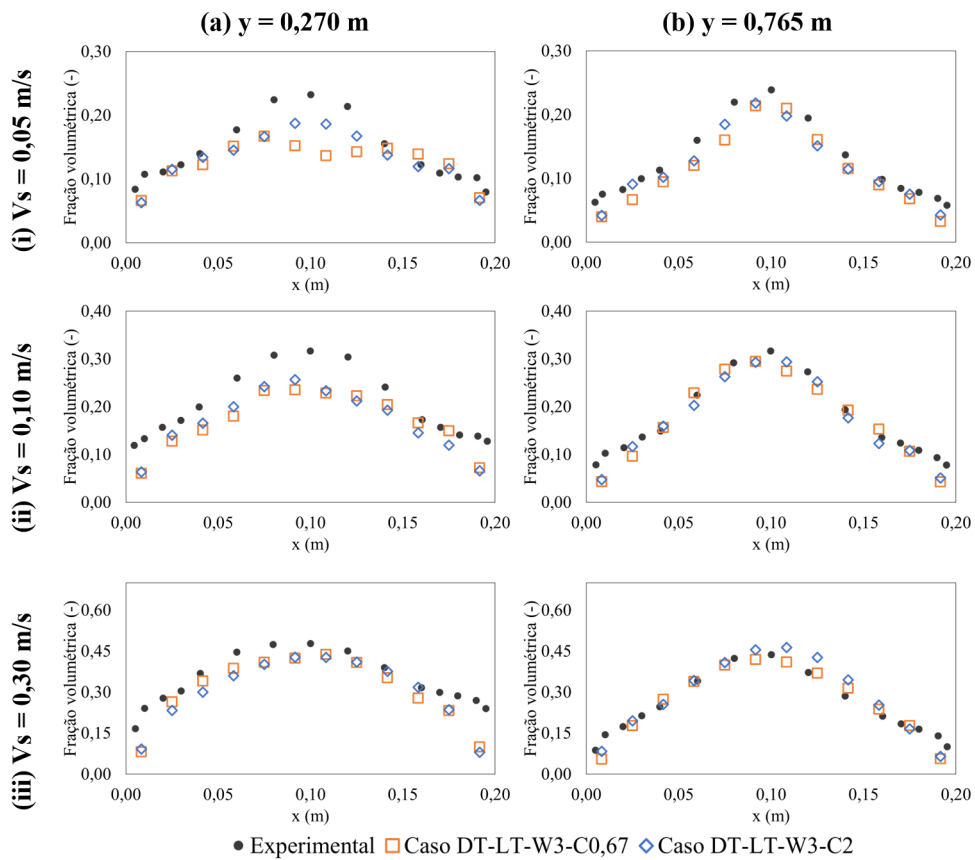 (a) y = 0,270 m
(b) y = 0,765 m
(i) Vs = 0,05 m/s
Fração volumétrica (-)
0,30
0,20
0,10
0,00
0,00 0,05 0,10 0,15 0,20
x (m)
Fração volumétrica (-)
0,30
0,20
0,10
0,00
0,00 0,05 0,10 0,15 0,20
x (m)
(ii) Vs = 0,10 m/s
Fração volumétrica (-)
0,40
0,30
0,20
0,10
0,00
0,00 0,05 0,10 0,15 0,20
x (m)
Fração volumétrica (-)
0,40
0,30
0,20
0,10
0,00
0,00 0,05 0,10 0,15 0,20
x (m)
(iii) Vs = 0,30 m/s
Fração volumétrica (-)
0,60
0,45
0,30
0,15
0,00
0,00 0,05 0,10 0,15 0,20
x (m)
Fração volumétrica (-)
0,60
0,45
0,30
0,15
0,00
0,00 0,05 0,10 0,15 0,20
x (m)
Experimental Caso DT-LT-W3-C0,67 Caso DT-LT-W3-C2